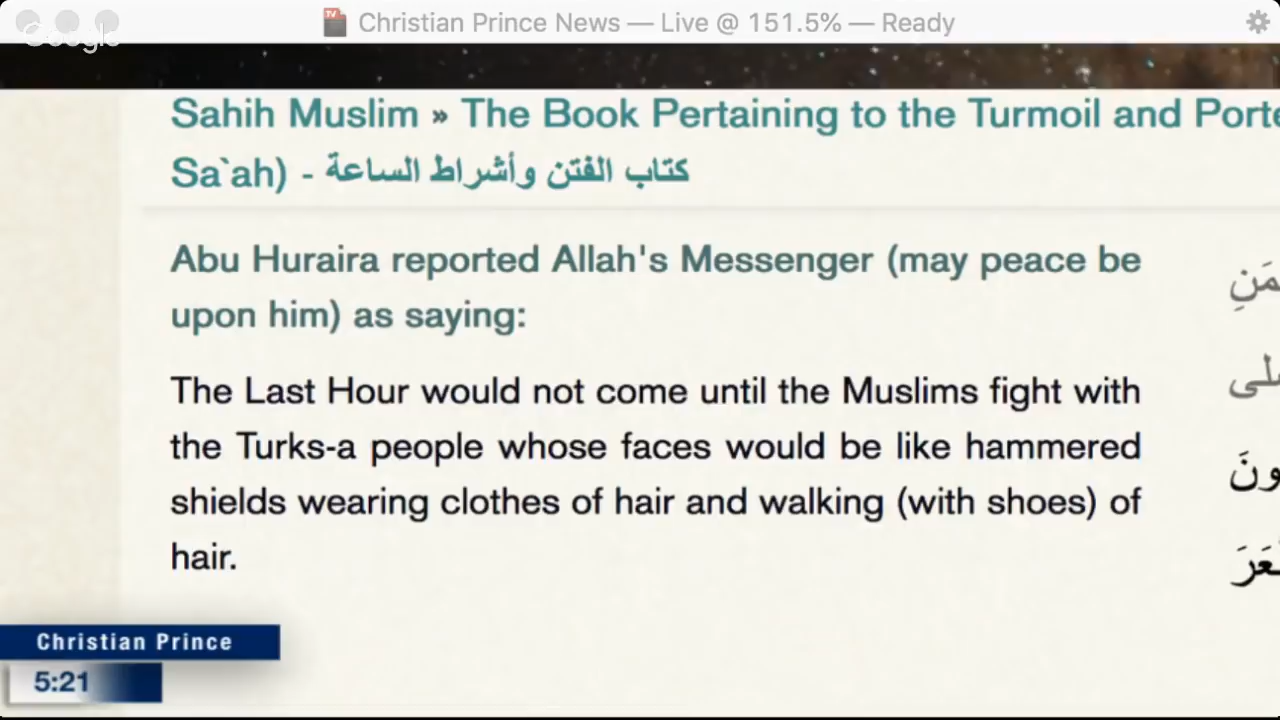 Christian Prince News — Live @ 151.5% — Ready
Google
Sahih Muslim » The Book Pertaining to the Turmoil and Porte
Sa`ah) - كتاب الفتن وأشراط الساعة
Abu Huraira reported Allah's Messenger (may peace be
upon him) as saying:
The Last Hour would not come until the Muslims fight with
the Turks-a people whose faces would be like hammered
shields wearing clothes of hair and walking (with shoes) of
hair.
Christian Prince
5:21